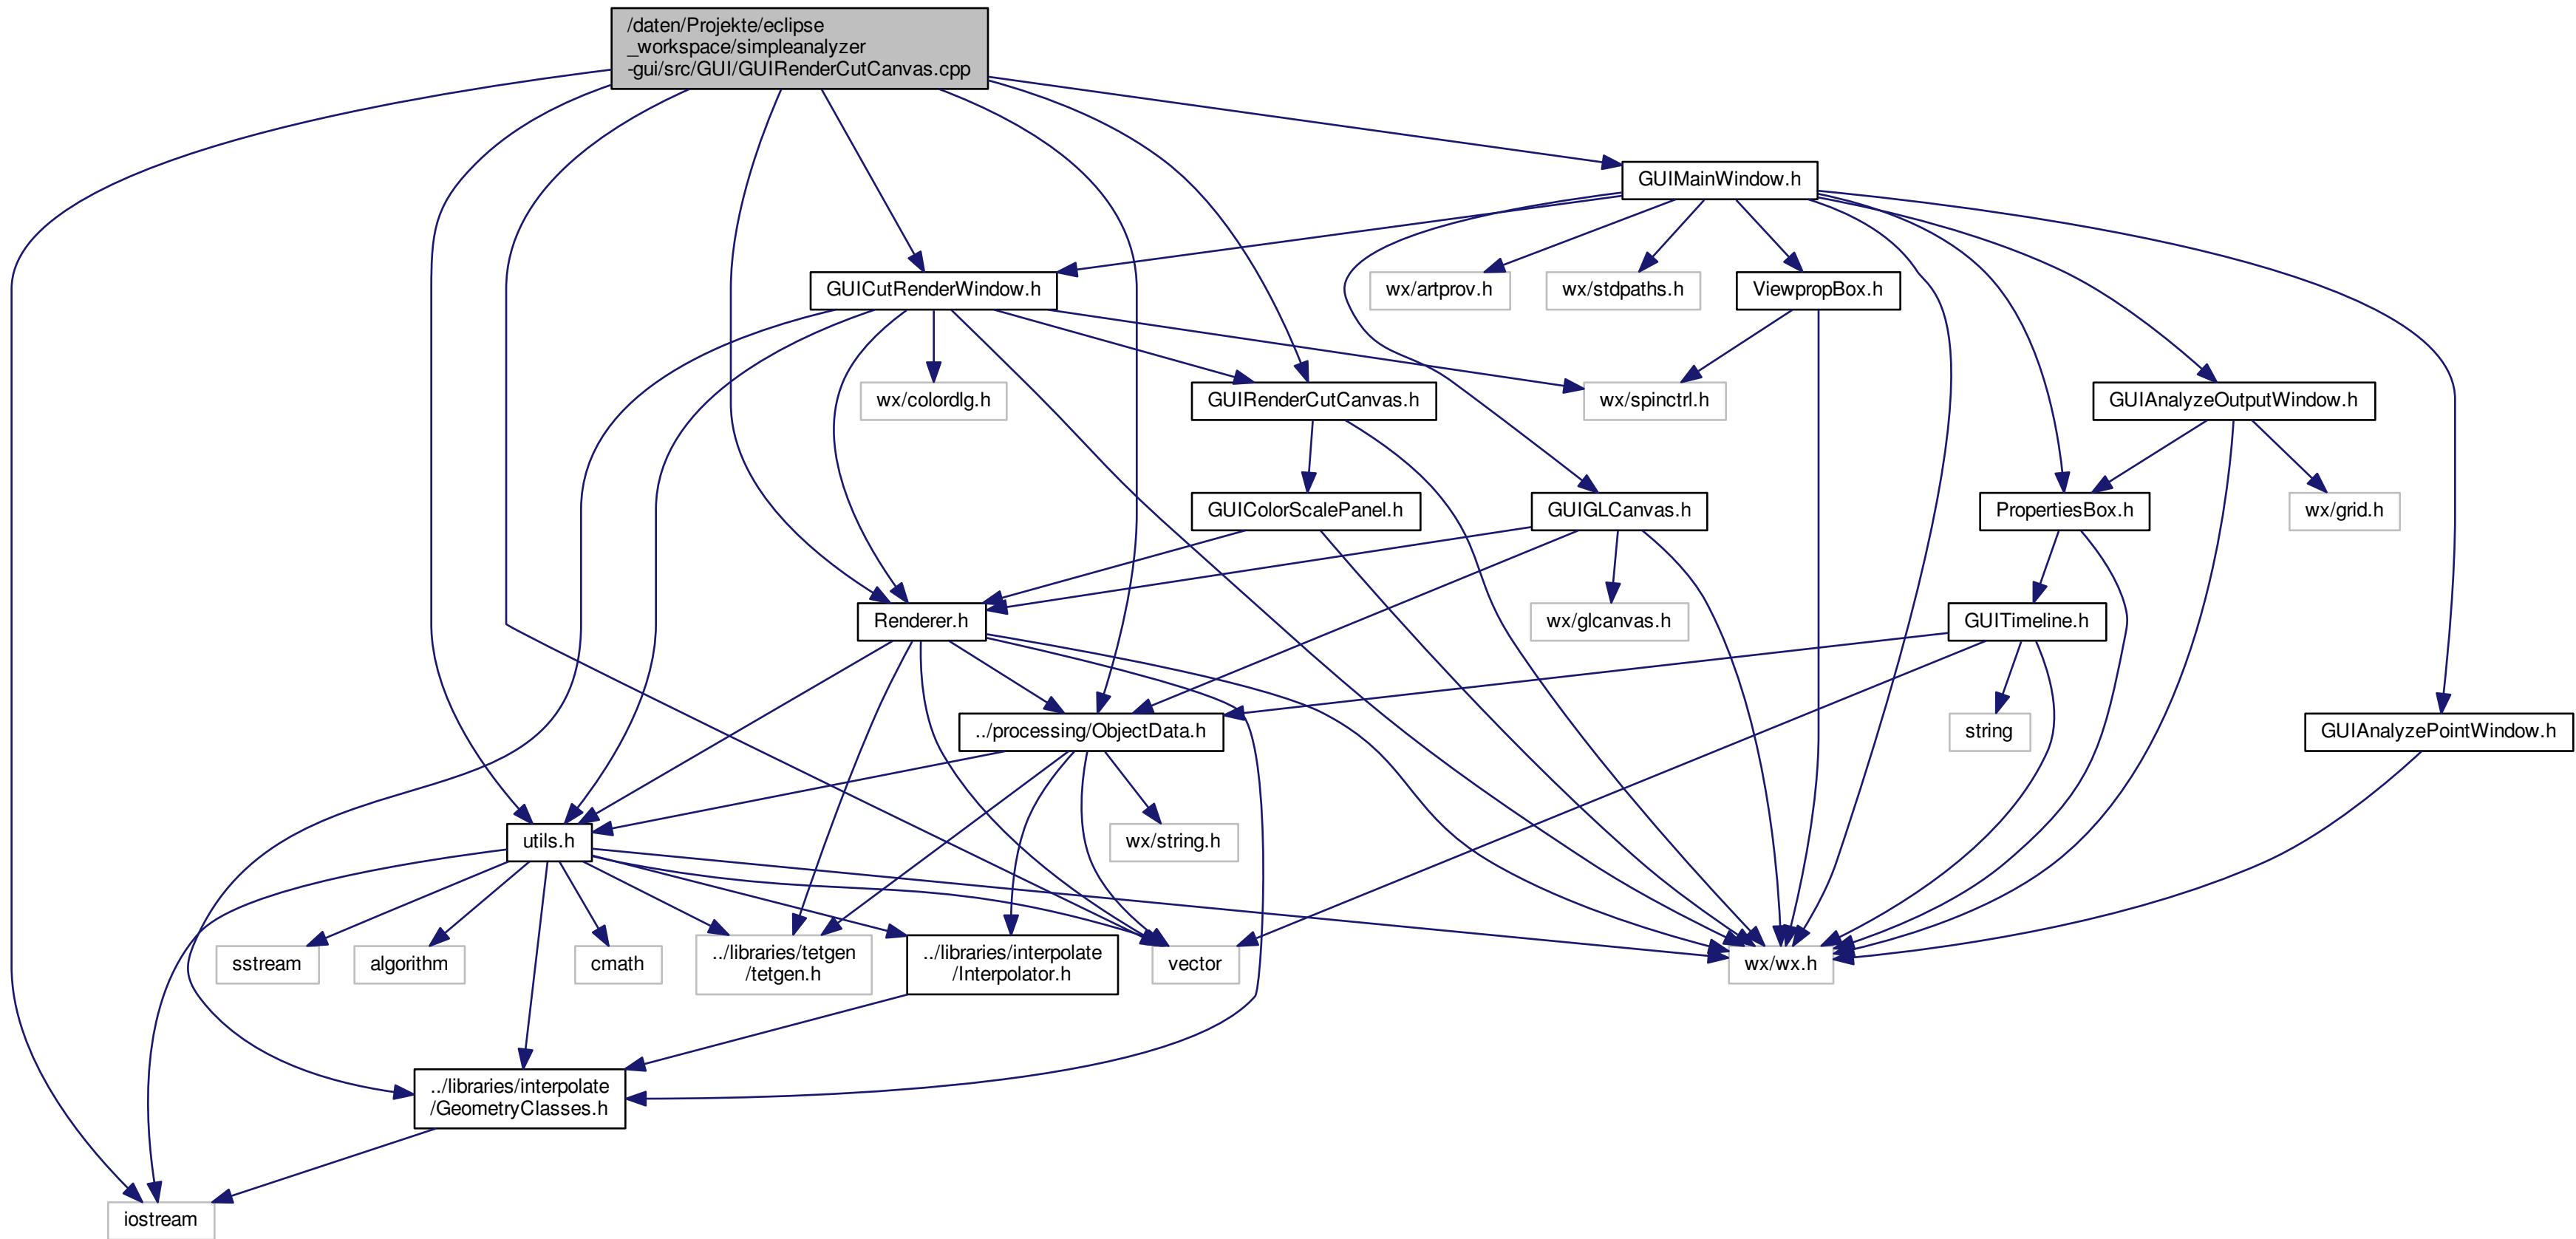 /daten/Projekte/eclipse
_workspace/simpleanalyzer
-gui/src/GUI/GUIRenderCutCanvas.cpp
GUIMainWindow.h
GUICutRenderWindow.h
wx/artprov.h
wx/stdpaths.h
ViewpropBox.h
wx/colordlg.h
GUIRenderCutCanvas.h
wx/spinctrl.h
GUIAnalyzeOutputWindow.h
GUIColorScalePanel.h
GUIGLCanvas.h
PropertiesBox.h
wx/grid.h
Renderer.h
wx/glcanvas.h
GUITimeline.h
../processing/ObjectData.h
string
GUIAnalyzePointWindow.h
utils.h
wx/string.h
sstream
algorithm
cmath
../libraries/tetgen
/tetgen.h
../libraries/interpolate
/Interpolator.h
vector
wx/wx.h
../libraries/interpolate
/GeometryClasses.h
iostream